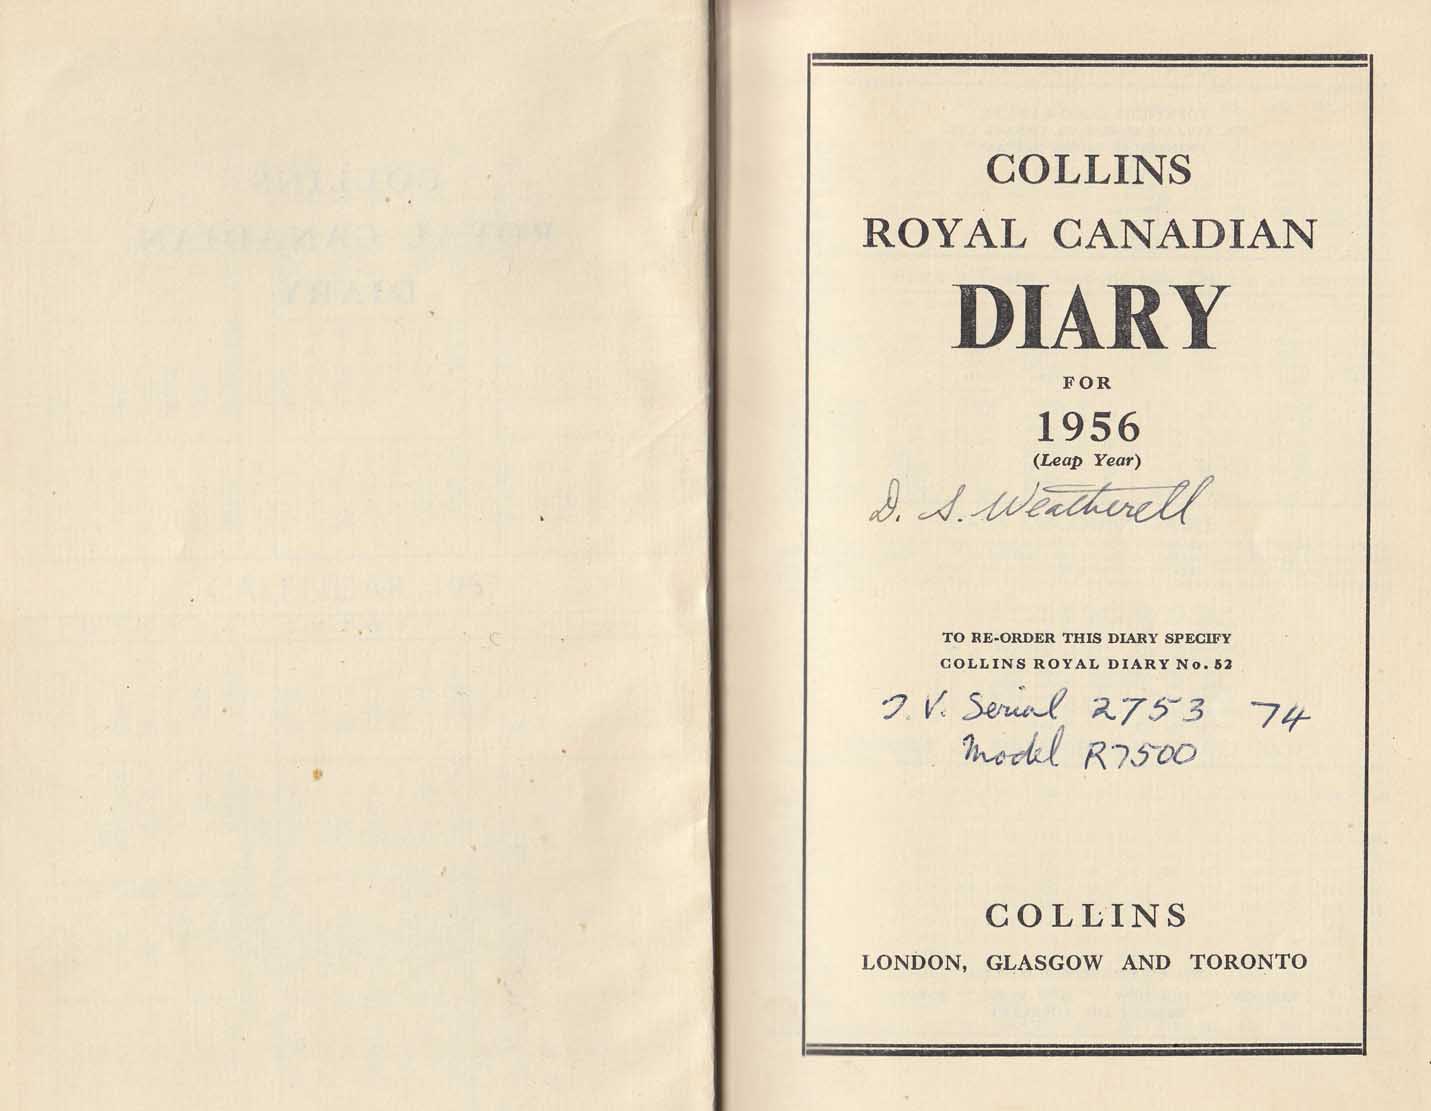 COLLINS
ROYAL CANADIAN
DIARY
FOR
1956
(Leap Year)
D. S. Weatherell
TO RE-ORDER THIS DIARY SPECIFY
COLLINS ROYAL DIARY No. 52
T.V. Serial 2753 74
Model R7500
COLLINS
LONDON, GLASGOW AND TORONTO